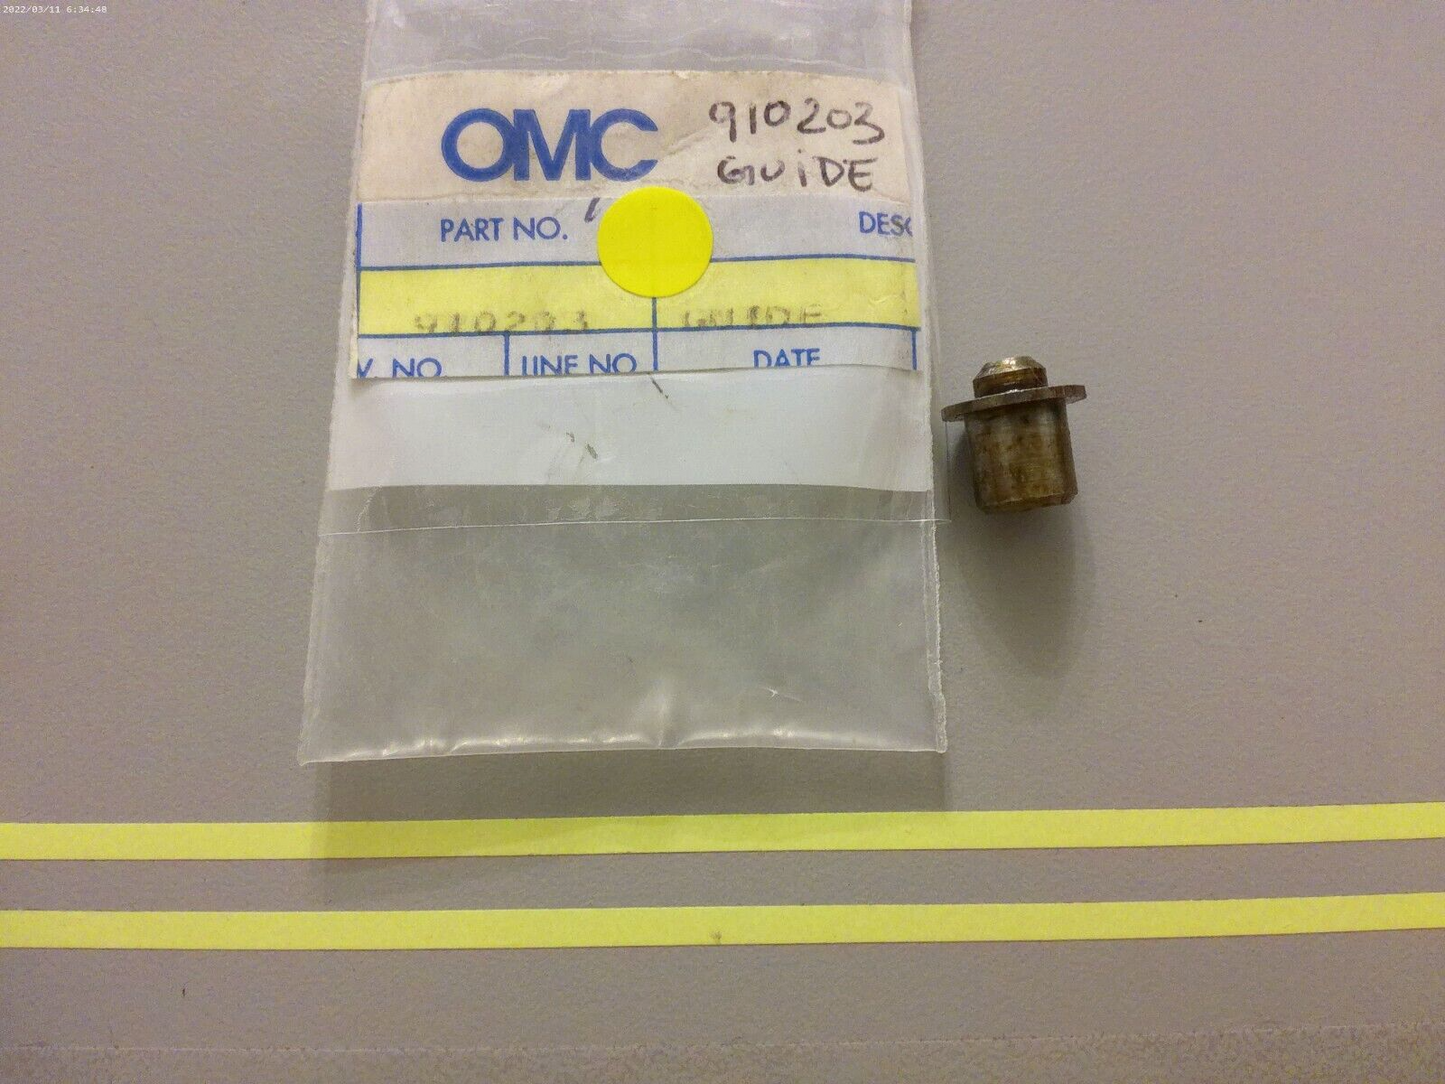 2022/03/11 6:34:48
OMC
910203
GUiDE
PART NO.
DESC
910203 GUIDE
V. NO.
LINE NO
DATE